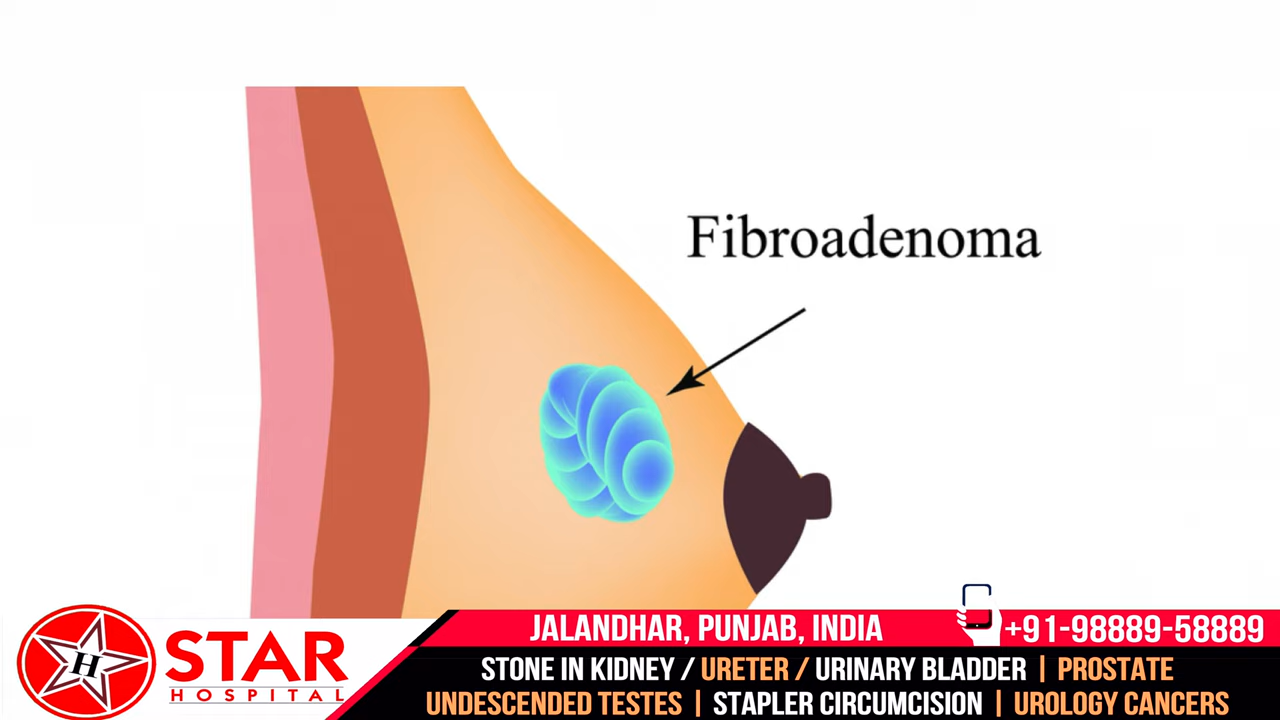 Fibroadenoma
H
STAR
HOSPITAL
JALANDHAR, PUNJAB, INDIA
+91-98889-58889
STONE IN KIDNEY / URETER / URINARY BLADDER | PROSTATE
UNDESCENDED TESTES | STAPLER CIRCUMCISION | UROLOGY CANCERS